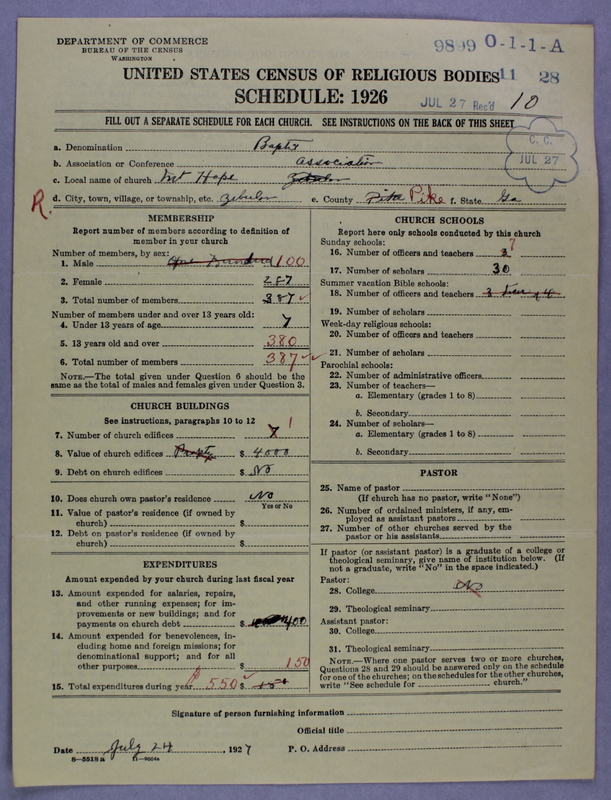 DEPARTMENT OF COMMERCE
BUREAU OF THE CENSUS
WASHINGTON
9899 O-1-1-A
UNITED STATES CENSUS OF RELIGIOUS BODIES 11 28
SCHEDULE: 1926 JUL 27 Rec'd 10
FILL OUT A SEPARATE SCHEDULE FOR EACH CHURCH. SEE INSTRUCTIONS ON THE BACK OF THIS SHEET
C. C.
JUL 27
a. Denomination Baptist
b. Association or Conference association
c. Local name of church Mt Hope Zebulon
R. d. City, town, village, or township, etc. Zebulon e. County Pike Pike f. State Ga
MEMBERSHIP
Report number of members according to definition of
member in your church
Number of members, by sex:
1. Male One Hundred 100
2. Female 287
3. Total number of members 387
Number of members under and over 13 years old:
4. Under 13 years of age 7
5. 13 years old and over 380
6. Total number of members 387
NOTE.—The total given under Question 6 should be the
same as the total of males and females given under Question 3.
CHURCH BUILDINGS
See instructions, paragraphs 10 to 12
7. Number of church edifices 1
8. Value of church edifices $ 4000
9. Debt on church edifices $ No
10. Does church own pastor's residence No
Yes or No
11. Value of pastor's residence (if owned by
church) $
12. Debt on pastor's residence (if owned by
church) $
EXPENDITURES
Amount expended by your church during last fiscal year
13. Amount expended for salaries, repairs,
and other running expenses; for im-
provements or new buildings; and for
payments on church debt $ 400
14. Amount expended for benevolences, in-
cluding home and foreign missions; for
denominational support; and for all
other purposes $ 150
15. Total expenditures during year 550 $
CHURCH SCHOOLS
Report here only schools conducted by this church
Sunday schools:
16. Number of officers and teachers 3 7
17. Number of scholars 30
Summer vacation Bible schools:
18. Number of officers and teachers
19. Number of scholars
Week-day religious schools:
20. Number of officers and teachers
21. Number of scholars
Parochial schools:
22. Number of administrative officers
23. Number of teachers—
a. Elementary (grades 1 to 8)
b. Secondary
24. Number of scholars—
a. Elementary (grades 1 to 8)
b. Secondary
PASTOR
25. Name of pastor
(If church has no pastor, write "None")
26. Number of ordained ministers, if any, em-
ployed as assistant pastors
27. Number of other churches served by the
pastor or his assistants
If pastor (or assistant pastor) is a graduate of a college or
theological seminary, give name of institution below. (If
not a graduate, write "No" in the space indicated.)
Pastor:
28. College No
29. Theological seminary
Assistant pastor:
30. College
31. Theological seminary
NOTE.—Where one pastor serves two or more churches,
Questions 28 and 29 should be answered only on the schedule
for one of the churches; on the schedules for the other churches,
write "See schedule for church."
Signature of person furnishing information
Official title
Date July 24, 1927 P. O. Address
8—5518 a 11—9664a